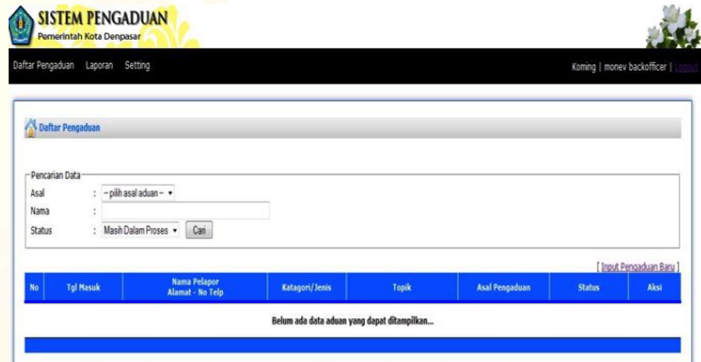 SISTEM PENGADUAN
Pemerintah Kota Denpasar
Daftar Pengaduan Laporan Setting Koming | monev backofficer | Logout
Daftar Pengaduan
Pencarian Data
Asal : -- pilih asal aduan --
Nama :
Status : Masih Dalam Proses Cari
[ Input Pengaduan Baru ]
No Tgl Masuk Nama Pelapor Katagori/Jenis Topik Asal Pengaduan Status Aksi
Alamat - No Telp
Belum ada data aduan yang dapat ditampilkan...